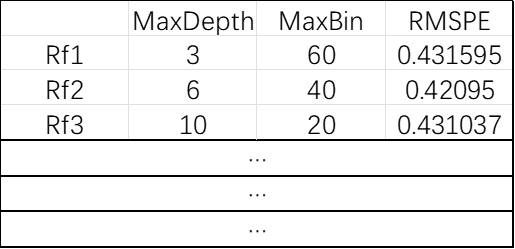 MaxDepth MaxBin RMSPE
Rf1 3 60 0.431595
Rf2 6 40 0.42095
Rf3 10 20 0.431037
...
...
...